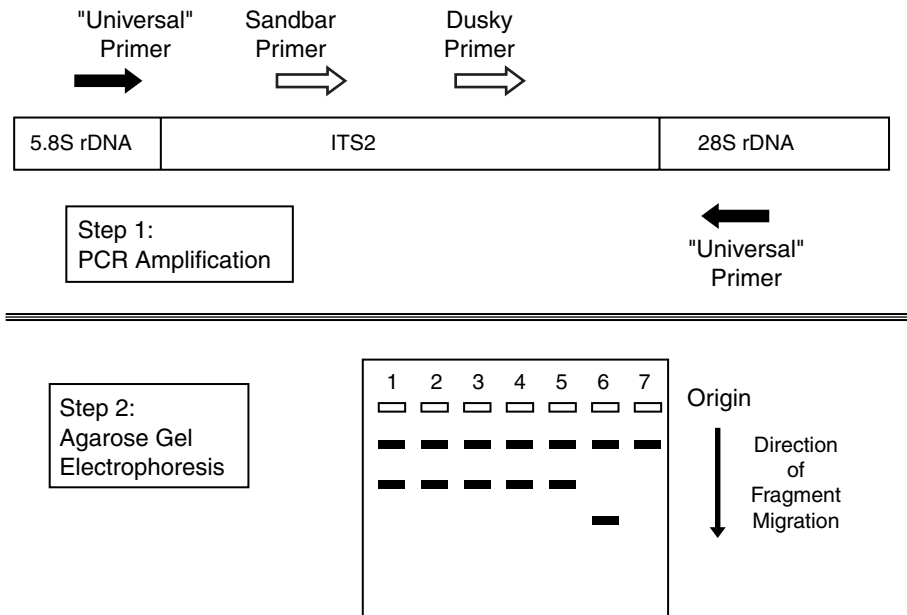 "Universal"
Primer
Sandbar
Primer
Dusky
Primer
5.8S rDNA
ITS2
28S rDNA
Step 1:
PCR Amplification
"Universal"
Primer
Step 2:
Agarose Gel
Electrophoresis
1 2 3 4 5 6 7
Origin
Direction
of
Fragment
Migration